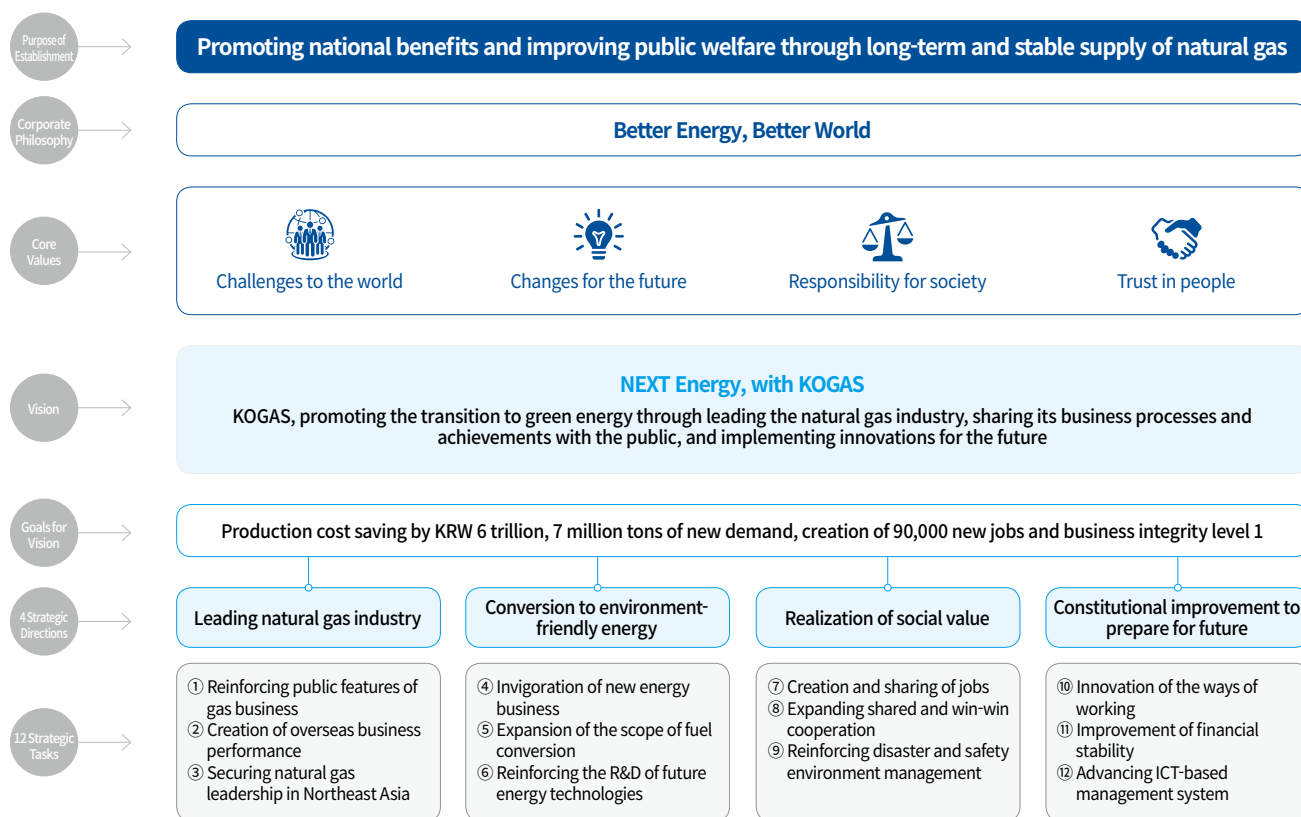 Purpose of
Establishment
Promoting national benefits and improving public welfare through long-term and stable supply of natural gas
Corporate
Philosophy
Better Energy, Better World
Core
Values
Challenges to the world
Changes for the future
Responsibility for society
Trust in people
Vision
NEXT Energy, with KOGAS
KOGAS, promoting the transition to green energy through leading the natural gas industry, sharing its business processes and
achievements with the public, and implementing innovations for the future
Goals for
Vision
Production cost saving by KRW 6 trillion, 7 million tons of new demand, creation of 90,000 new jobs and business integrity level 1
4 Strategic
Directions
Leading natural gas industry
Conversion to environment-
friendly energy
Realization of social value
Constitutional improvement to
prepare for future
12 Strategic
Tasks
① Reinforcing public features of
gas business
② Creation of overseas business
performance
③ Securing natural gas
leadership in Northeast Asia
④ Invigoration of new energy
business
⑤ Expansion of the scope of fuel
conversion
⑥ Reinforcing the R&D of future
energy technologies
⑦ Creation and sharing of jobs
⑧ Expanding shared and win-win
cooperation
⑨ Reinforcing disaster and safety
environment management
⑩ Innovation of the ways of
working
⑪ Improvement of financial
stability
⑫ Advancing ICT-based
management system